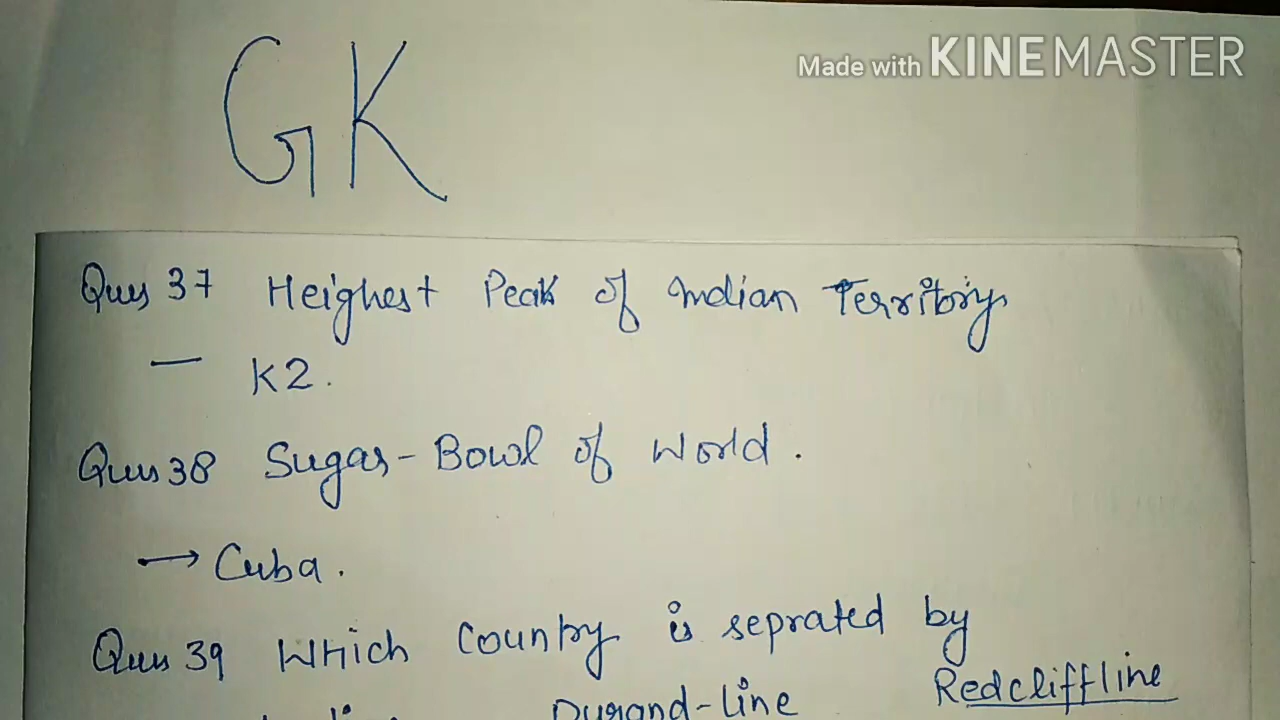 GK
Made with KINEMASTER
Ques 37 Heighest Peak of Indian Territory
— K2.
Ques 38 Sugar-Bowl of World.
→ Cuba.
Ques 39 Which Country is seprated by
Durand-line Redcliffline